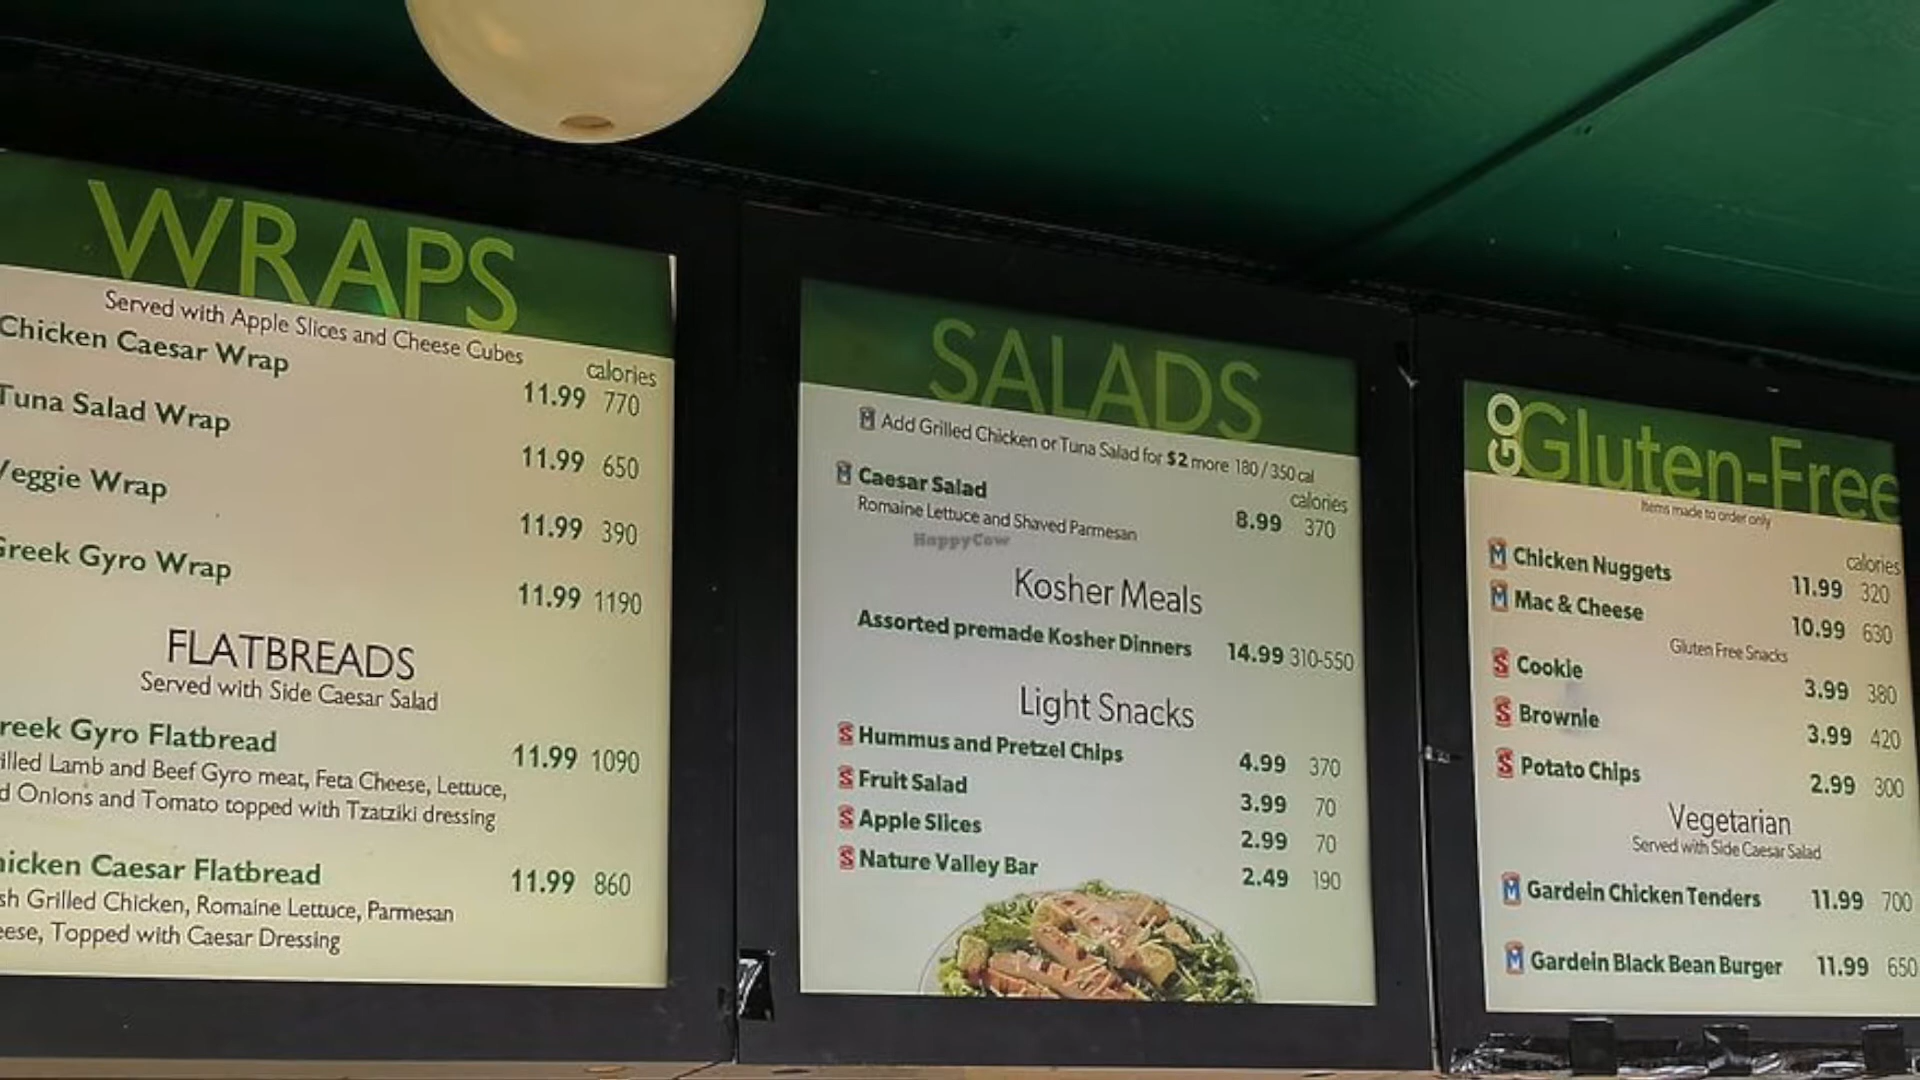 WRAPS
Served with Apple Slices and Cheese Cubes
calories
Chicken Caesar Wrap 11.99 770
Tuna Salad Wrap 11.99 650
Veggie Wrap 11.99 390
Greek Gyro Wrap 11.99 1190
FLATBREADS
Served with Side Caesar Salad
reek Gyro Flatbread 11.99 1090
illed Lamb and Beef Gyro meat, Feta Cheese, Lettuce,
d Onions and Tomato topped with Tzatziki dressing
icken Caesar Flatbread 11.99 860
sh Grilled Chicken, Romaine Lettuce, Parmesan
eese, Topped with Caesar Dressing
SALADS
M Add Grilled Chicken or Tuna Salad for $2 more 180 / 350 cal
calories
M Caesar Salad 8.99 370
Romaine Lettuce and Shaved Parmesan
HappyCow
Kosher Meals
Assorted premade Kosher Dinners 14.99 310-550
Light Snacks
S Hummus and Pretzel Chips 4.99 370
S Fruit Salad 3.99 70
S Apple Slices 2.99 70
S Nature Valley Bar 2.49 190
GO Gluten-Free
Items made to order only
calories
M Chicken Nuggets 11.99 320
M Mac & Cheese 10.99 630
Gluten Free Snacks
S Cookie 3.99 380
S Brownie 3.99 420
S Potato Chips 2.99 300
Vegetarian
Served with Side Caesar Salad
M Gardein Chicken Tenders 11.99 700
M Gardein Black Bean Burger 11.99 650